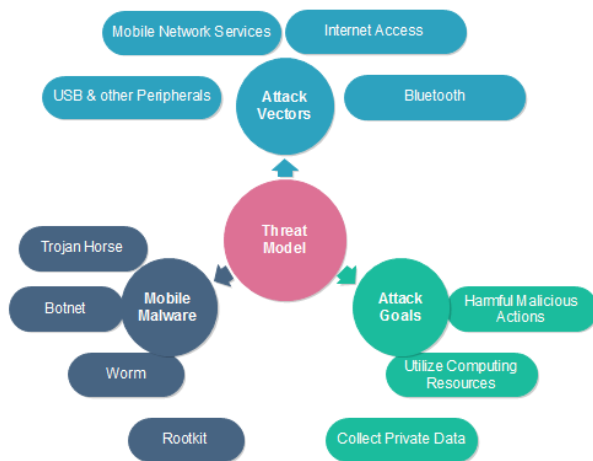 Mobile Network Services
Internet Access
USB & other Peripherals
Attack
Vectors
Bluetooth
Threat
Model
Trojan Horse
Botnet
Mobile
Malware
Worm
Rootkit
Attack
Goals
Harmful Malicious
Actions
Utilize Computing
Resources
Collect Private Data